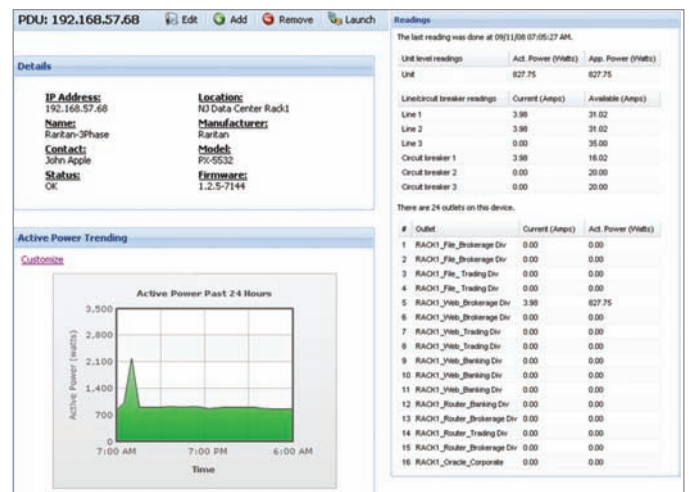 PDU: 192.168.57.68 Edit Add Remove Launch
Details
IP Address:
192.168.57.68
Name:
Raritan-3Phase
Contact:
John Apple
Status:
OK
Location:
NJ Data Center Rack1
Manufacturer:
Raritan
Model:
PX-5532
Firmware:
1.2.5-7144
Active Power Trending
Customize
Active Power Past 24 Hours
Active Power (watts)
3,500
2,800
2,100
1,400
700
0
7:00 AM 7:00 PM 6:00 AM
Time
Readings
The last reading was done at 09/11/08 07:05:27 AM.
Unit level readings Act. Power (Watts) App. Power (Watts)
Unit 827.75 827.75
Line/circuit breaker readings Current (Amps) Available (Amps)
Line 1 3.98 31.02
Line 2 3.98 31.02
Line 3 0.00 35.00
Circuit breaker 1 3.98 16.02
Circuit breaker 2 0.00 20.00
Circuit breaker 3 0.00 20.00
There are 24 outlets on this device.
# Outlet Current (Amps) Act. Power (Watts)
1 RACK1_File_Brokerage Div 0.00 0.00
2 RACK1_File_Brokerage Div 0.00 0.00
3 RACK1_File_ Trading Div 0.00 0.00
4 RACK1_File_ Trading Div 0.00 0.00
5 RACK1_Web_Brokerage Div 3.98 827.75
6 RACK1_Web_Brokerage Div 0.00 0.00
7 RACK1_Web_Trading Div 0.00 0.00
8 RACK1_Web_Trading Div 0.00 0.00
9 RACK1_Web_Banking Div 0.00 0.00
10 RACK1_Web_Banking Div 0.00 0.00
11 RACK1_Web_Banking Div 0.00 0.00
12 RACK1_Router_Banking Div 0.00 0.00
13 RACK1_Router_Brokerage Div 0.00 0.00
14 RACK1_Router_Trading Div 0.00 0.00
15 RACK1_Router_Brokerage Div 0.00 0.00
16 RACK1_Oracle_Corporate 0.00 0.00